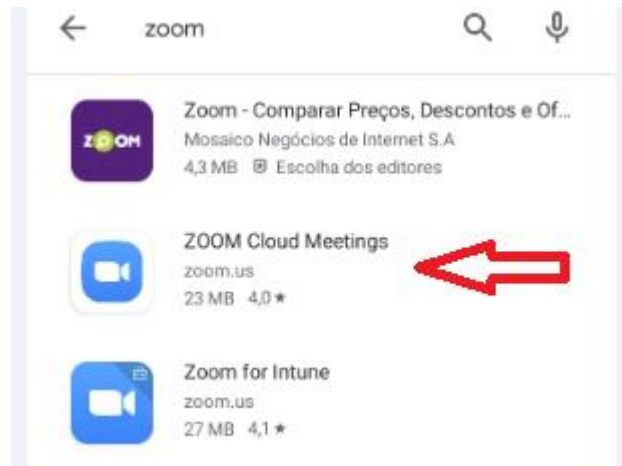 zoom
Zoom - Comparar Preços, Descontos e Of...
ZOOM
Mosaico Negócios de Internet S.A
4,3 MB Escolha dos editores
ZOOM Cloud Meetings
zoom.us
23 MB 4,0★
Zoom for Intune
zoom.us
27 MB 4,1★